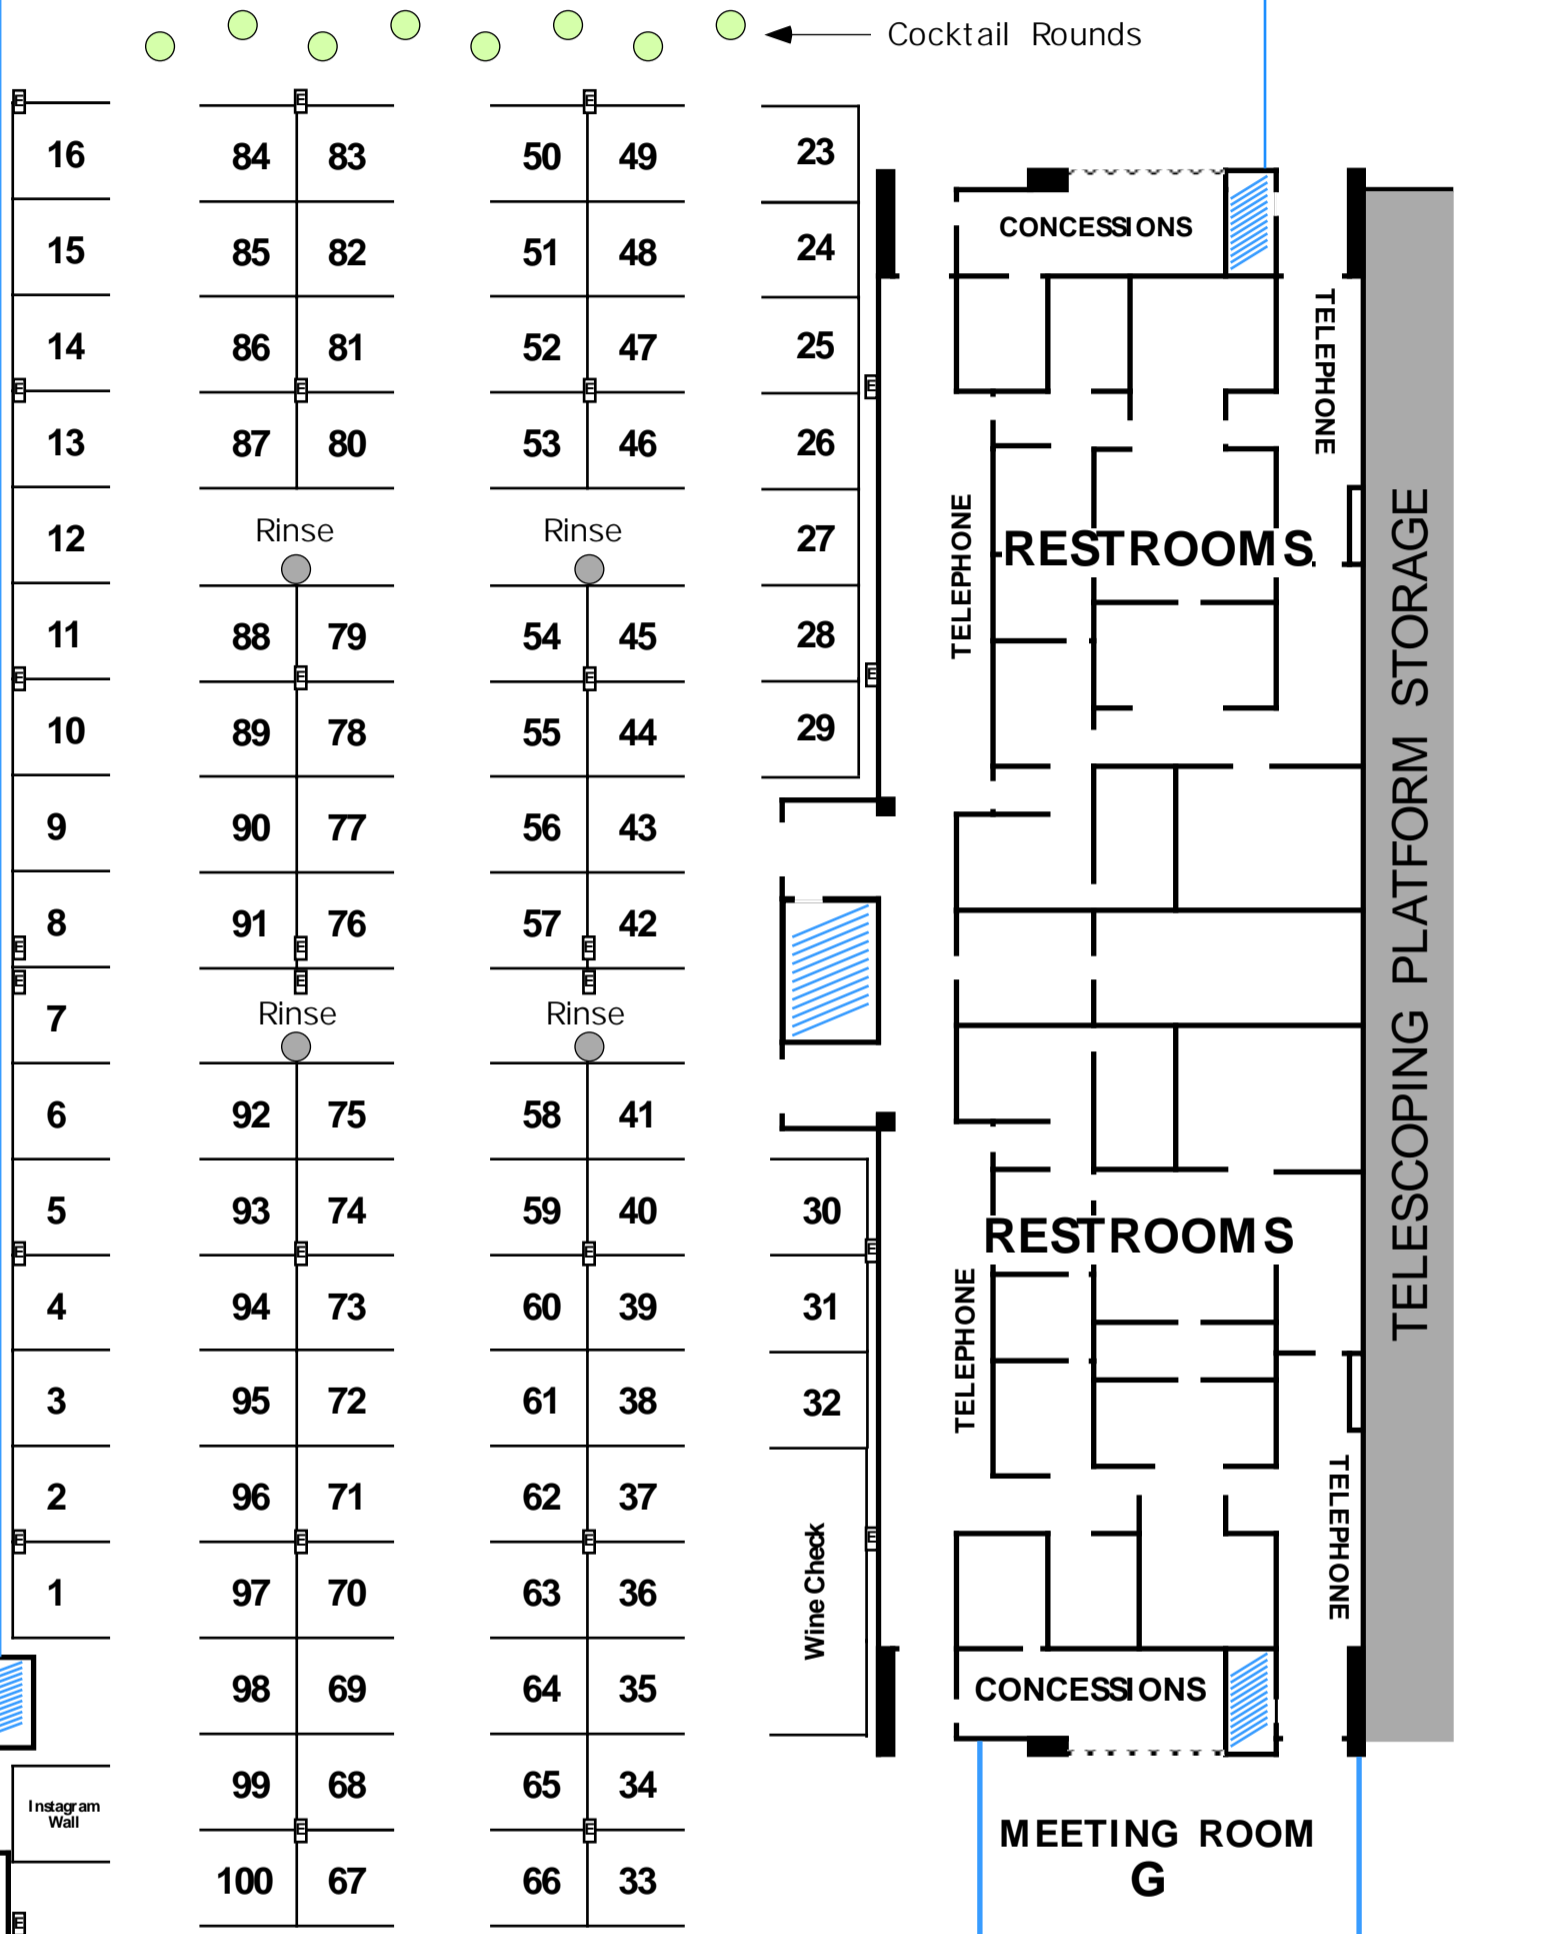 Cocktail Rounds
E E E
16 84 83 50 49 23
CONCESSIONS
15 85 82 51 48 24
14 86 81 52 47 25
TELEPHONE
E E E E
13 87 80 53 46 26
Rinse Rinse
12 27
TELEPHONE
RESTROOMS
TELESCOPING PLATFORM STORAGE
11 88 79 54 45 28
E E E E
10 89 78 55 44 29
9 90 77 56 43
8 91 76 57 42
E E E
E E E
7 Rinse Rinse
6 92 75 58 41
5 93 74 59 40 30
RESTROOMS
E E E E
4 94 73 60 39 31
TELEPHONE
3 95 72 61 38 32
2 96 71 62 37
E E E E
TELEPHONE
1 97 70 63 36
Wine Check
98 69 64 35
CONCESSIONS
99 68 65 34
Instagram
Wall
E E
MEETING ROOM
G
100 67 66 33
E